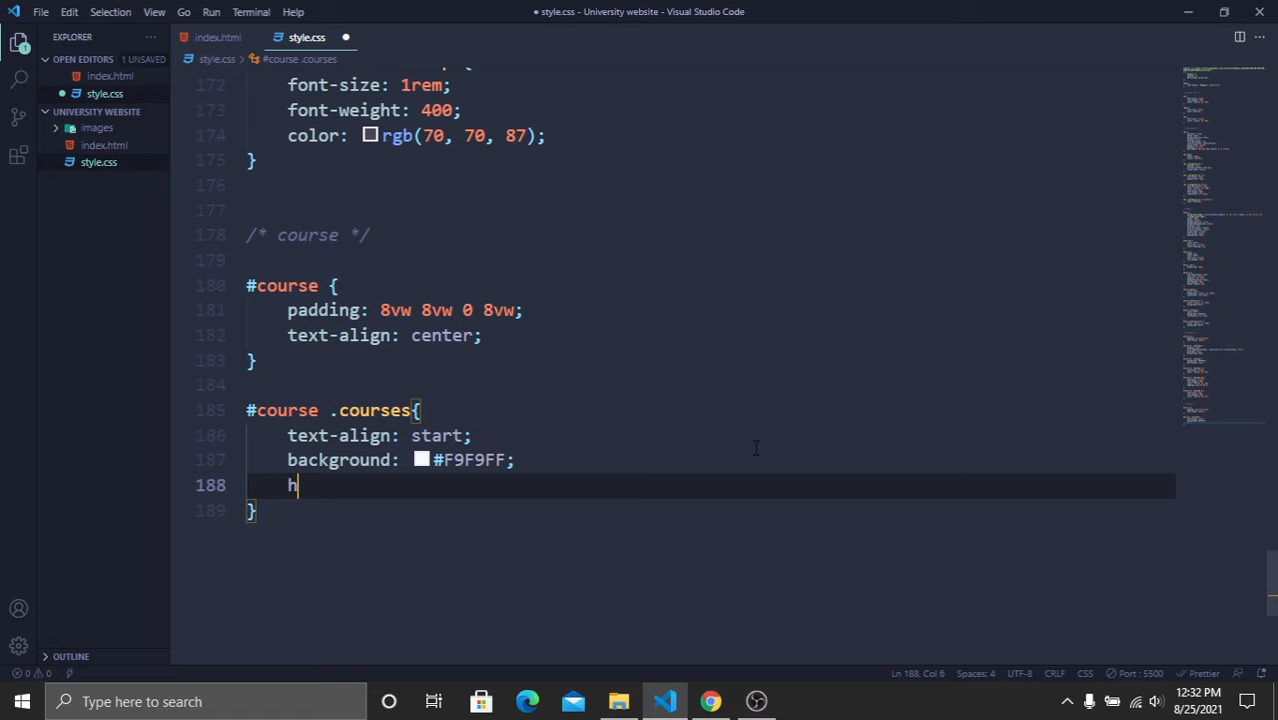 File Edit Selection View Go Run Terminal Help
● style.css - University website - Visual Studio Code
EXPLORER ···
index.html
style.css
OPEN EDITORS 1 UNSAVED
style.css > #course .courses
1
index.html
style.css
UNIVERSITY WEBSITE
images
index.html
style.css
172 font-size: 1rem;
173 font-weight: 400;
174 color: rgb(70, 70, 87);
175 }
176
177
178 /* course */
179
180 #course {
181 padding: 8vw 8vw 0 8vw;
182 text-align: center;
183 }
184
185 #course .courses{
186 text-align: start;
187 background: #F9F9FF;
188 h
189 }
OUTLINE
0 0
Ln 188, Col 6 Spaces: 4 UTF-8 CRLF CSS Port : 5500 Prettier
Type here to search
12:32 PM
8/25/2021